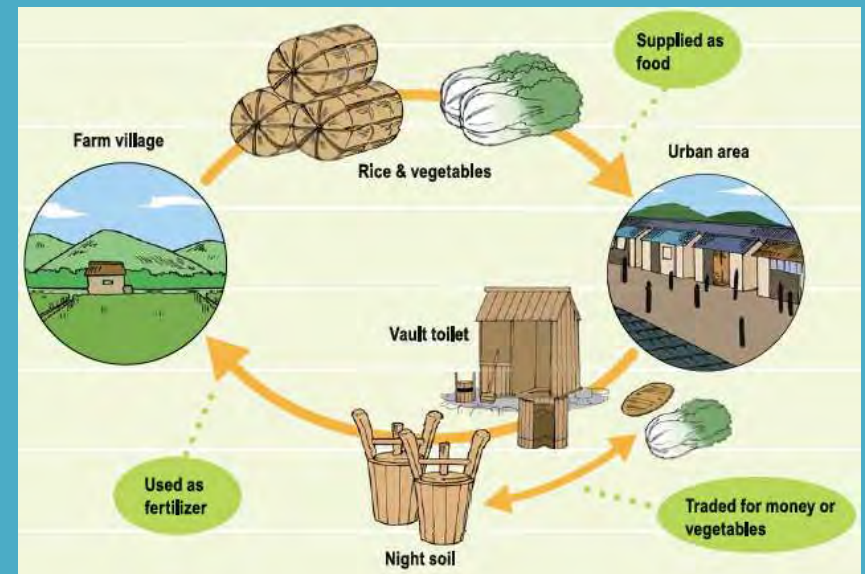 Supplied as
food
Farm village
Urban area
Rice & vegetables
Vault toilet
Used as
fertilizer
Traded for money or
vegetables
Night soil